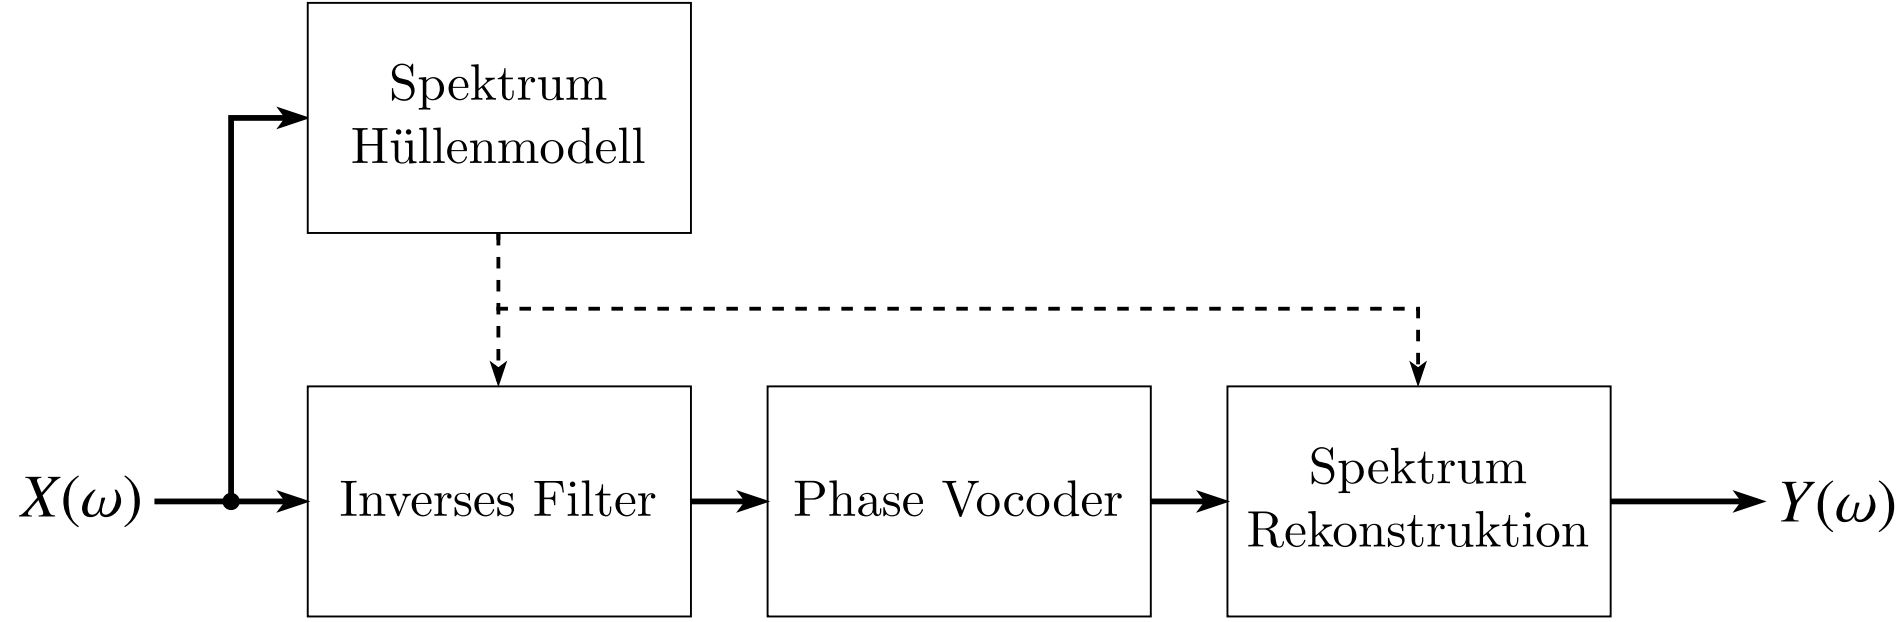 Spektrum
Hüllenmodell
X(ω)
Inverses Filter
Phase Vocoder
Spektrum
Rekonstruktion
Y(ω)